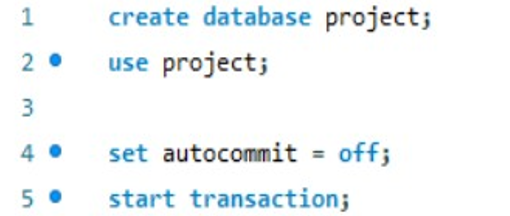 1 create database project;
2 use project;
3
4 set autocommit = off;
5 start transaction;